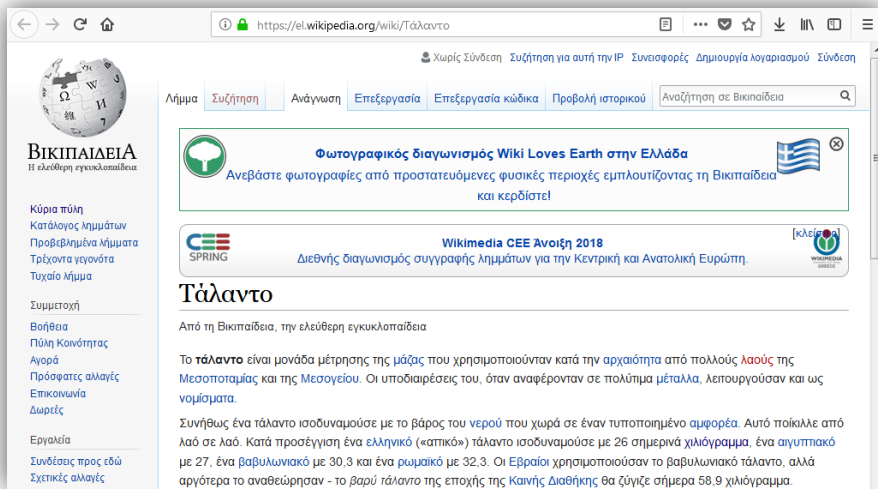 https://el.wikipedia.org/wiki/Τάλαντο
Χωρίς Σύνδεση Συζήτηση για αυτή την IP Συνεισφορές Δημιουργία λογαριασμού Σύνδεση
Λήμμα Συζήτηση Ανάγνωση Επεξεργασία Επεξεργασία κώδικα Προβολή ιστορικού Αναζήτηση σε Βικιπαίδεια
Ω W И
ΒΙΚΙΠΑΙΔΕΙΑ
Η ελεύθερη εγκυκλοπαίδεια
Κύρια πύλη
Κατάλογος λημμάτων
Προβεβλημένα λήμματα
Τρέχοντα γεγονότα
Τυχαίο λήμμα
Συμμετοχή
Βοήθεια
Πύλη Κοινότητας
Αγορά
Πρόσφατες αλλαγές
Επικοινωνία
Δωρεές
Εργαλεία
Συνδέσεις προς εδώ
Σχετικές αλλαγές
Φωτογραφικός διαγωνισμός Wiki Loves Earth στην Ελλάδα
Ανεβάστε φωτογραφίες από προστατευόμενες φυσικές περιοχές εμπλουτίζοντας τη Βικιπαίδεια
και κερδίστε!
CEE
SPRING
Wikimedia CEE Άνοιξη 2018
Διεθνής διαγωνισμός συγγραφής λημμάτων για την Κεντρική και Ανατολική Ευρώπη.
WIKIMEDIA
GREECE
Τάλαντο
Από τη Βικιπαίδεια, την ελεύθερη εγκυκλοπαίδεια
Το τάλαντο είναι μονάδα μέτρησης της μάζας που χρησιμοποιούνταν κατά την αρχαιότητα από πολλούς λαούς της
Μεσοποταμίας και της Μεσογείου. Οι υποδιαιρέσεις του, όταν αναφέρονταν σε πολύτιμα μέταλλα, λειτουργούσαν και ως
νομίσματα.
Συνήθως ένα τάλαντο ισοδυναμούσε με το βάρος του νερού που χωρά σε έναν τυποποιημένο αμφορέα. Αυτό ποίκιλλε από
λαό σε λαό. Κατά προσέγγιση ένα ελληνικό («αττικό») τάλαντο ισοδυναμούσε με 26 σημερινά χιλιόγραμμα, ένα αιγυπτιακό
με 27, ένα βαβυλωνιακό με 30,3 και ένα ρωμαϊκό με 32,3. Οι Εβραίοι χρησιμοποιούσαν το βαβυλωνιακό τάλαντο, αλλά
αργότερα το αναθεώρησαν - το βαρύ τάλαντο της εποχής της Καινής Διαθήκης θα ζύγιζε σήμερα 58,9 χιλιόγραμμα.